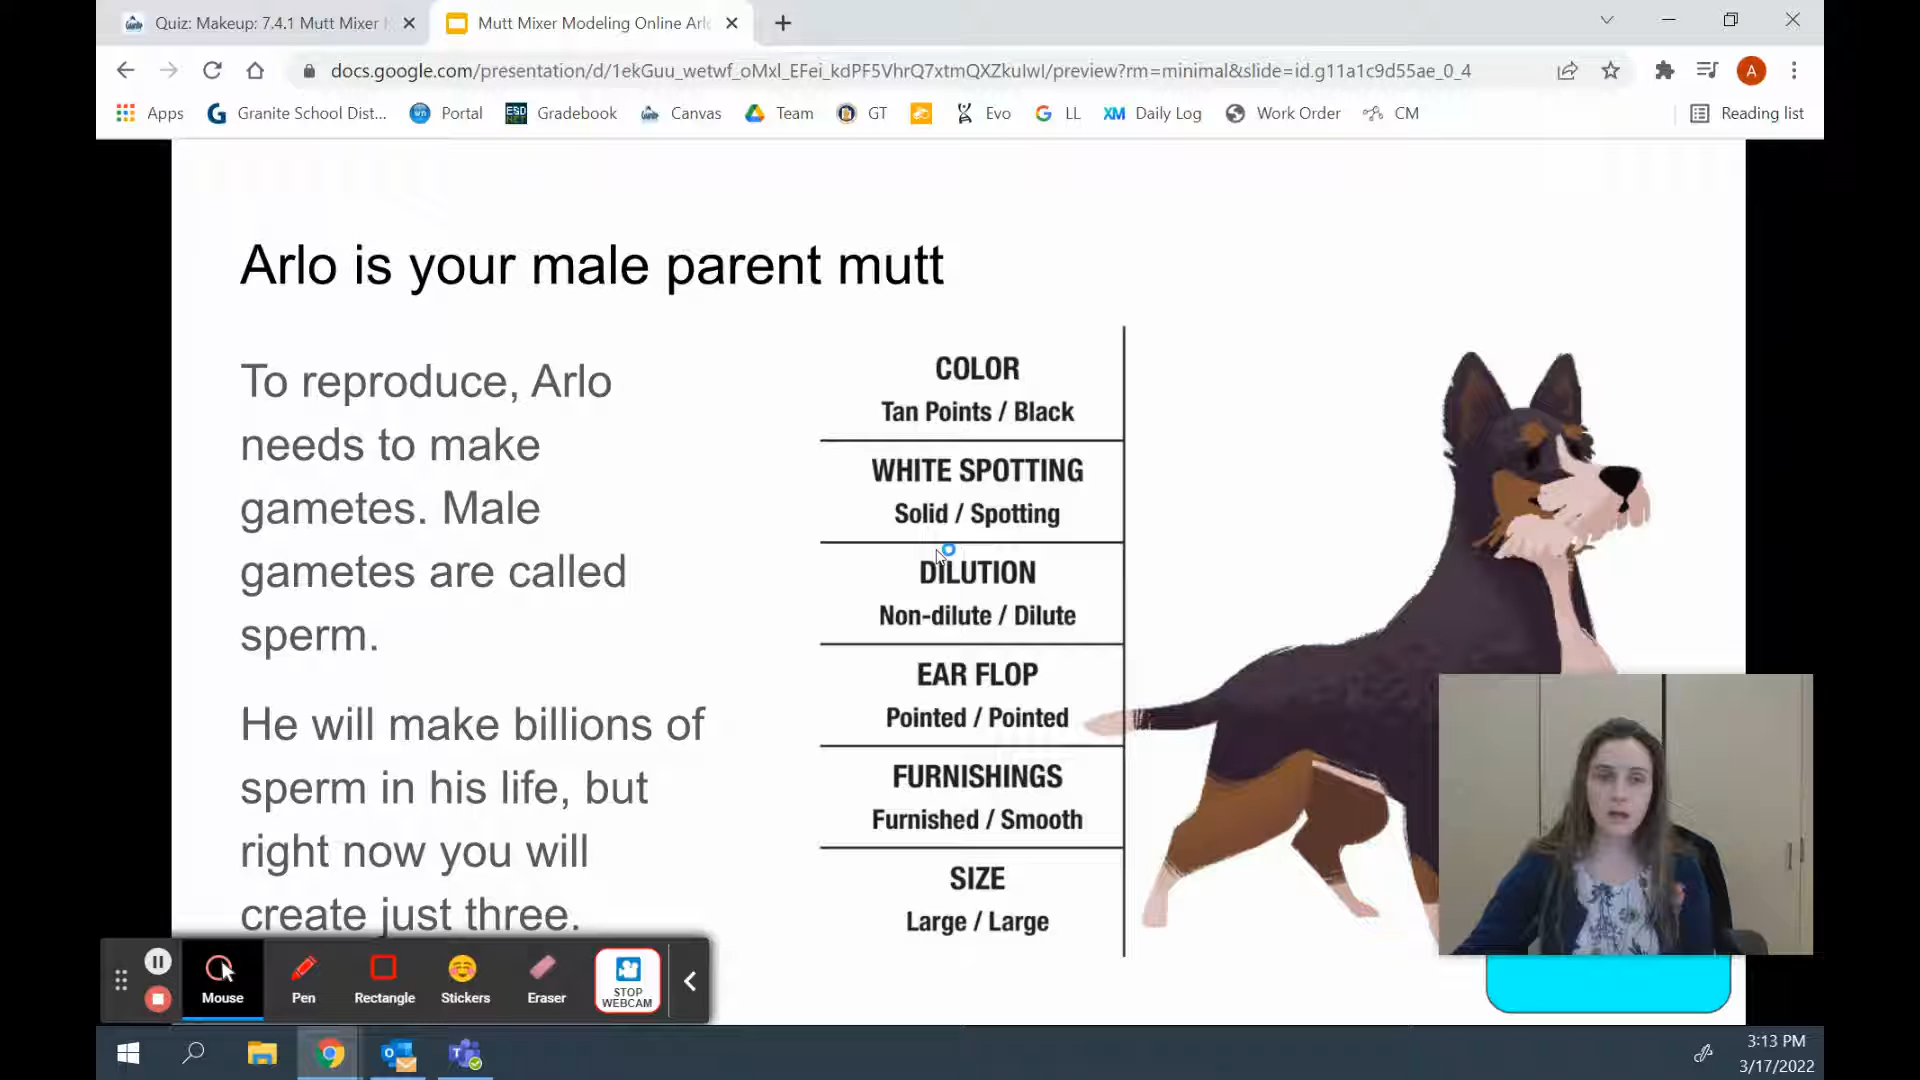 Quiz: Makeup: 7.4.1 Mutt Mixer
Mutt Mixer Modeling Online Arl
docs.google.com/presentation/d/1ekGuu_wetwf_oMxl_EFei_kdPF5VhrQ7xtmQXZkuIwI/preview?rm=minimal&slide=id.g11a1c9d55ae_0_4
A
Apps Granite School Dist... Portal Gradebook Canvas Team GT Evo LL XM Daily Log Work Order CM Reading list
Arlo is your male parent mutt
To reproduce, Arlo
needs to make
gametes. Male
gametes are called
sperm.
He will make billions of
sperm in his life, but
right now you will
create just three.
COLOR
Tan Points / Black
WHITE SPOTTING
Solid / Spotting
DILUTION
Non-dilute / Dilute
EAR FLOP
Pointed / Pointed
FURNISHINGS
Furnished / Smooth
SIZE
Large / Large
Mouse
Pen
Rectangle
Stickers
Eraser
STOP
WEBCAM
3:13 PM
3/17/2022